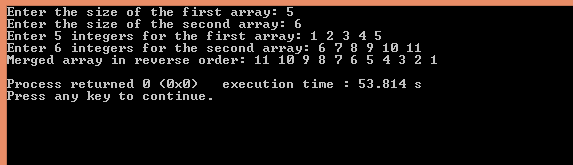 Enter the size of the first array: 5
Enter the size of the second array: 6
Enter 5 integers for the first array: 1 2 3 4 5
Enter 6 integers for the second array: 6 7 8 9 10 11
Merged array in reverse order: 11 10 9 8 7 6 5 4 3 2 1
Process returned 0 (0x0)   execution time : 53.814 s
Press any key to continue.